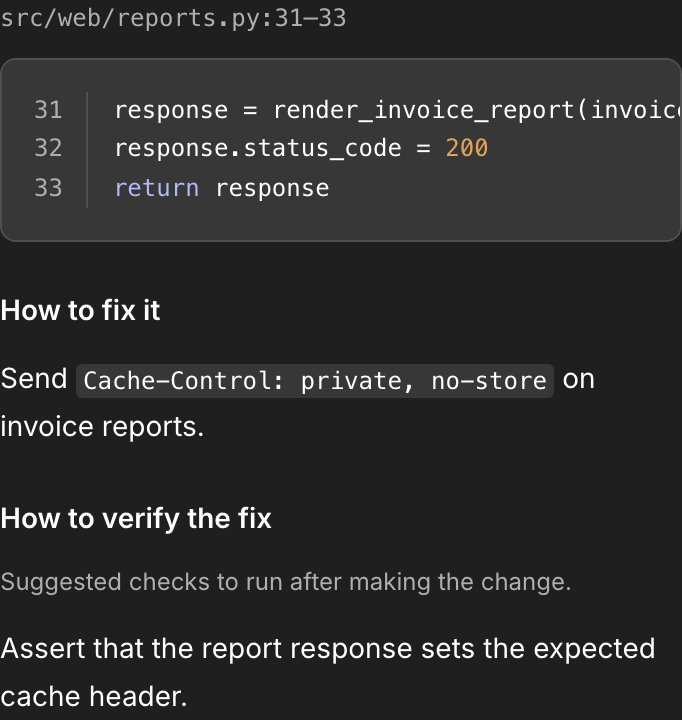 src/web/reports.py:31–33
31 response = render_invoice_report(invoic
32 response.status_code = 200
33 return response
How to fix it
Send Cache-Control: private, no-store on
invoice reports.
How to verify the fix
Suggested checks to run after making the change.
Assert that the report response sets the expected
cache header.